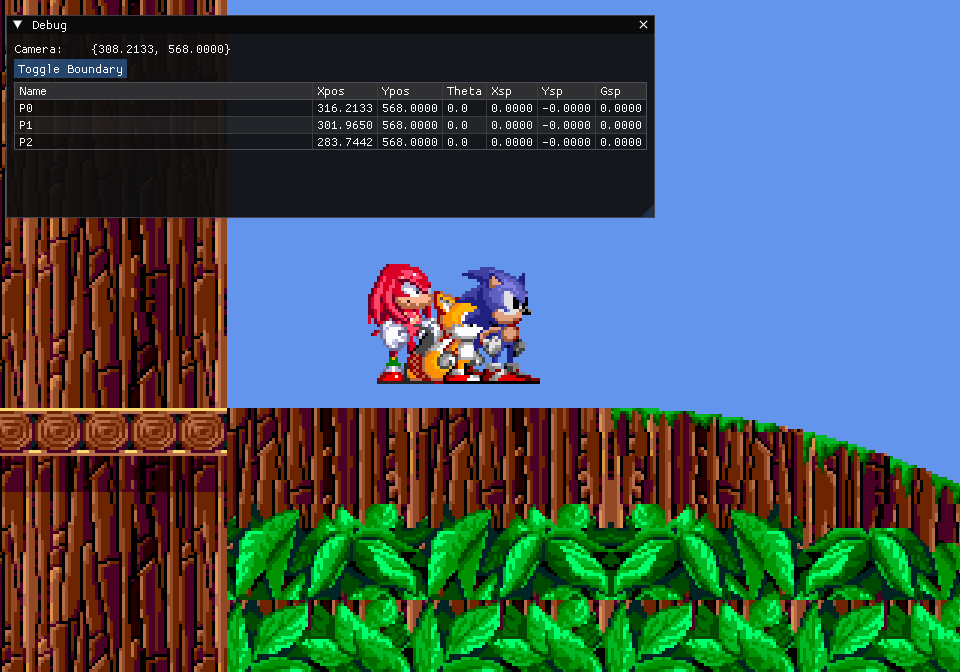 Debug
Camera: {308.2133, 568.0000}
Toggle Boundary
Name Xpos Ypos Theta Xsp Ysp Gsp
P0 316.2133 568.0000 0.0 0.0000 -0.0000 0.0000
P1 301.9650 568.0000 0.0 0.0000 -0.0000 0.0000
P2 283.7442 568.0000 0.0 0.0000 -0.0000 0.0000